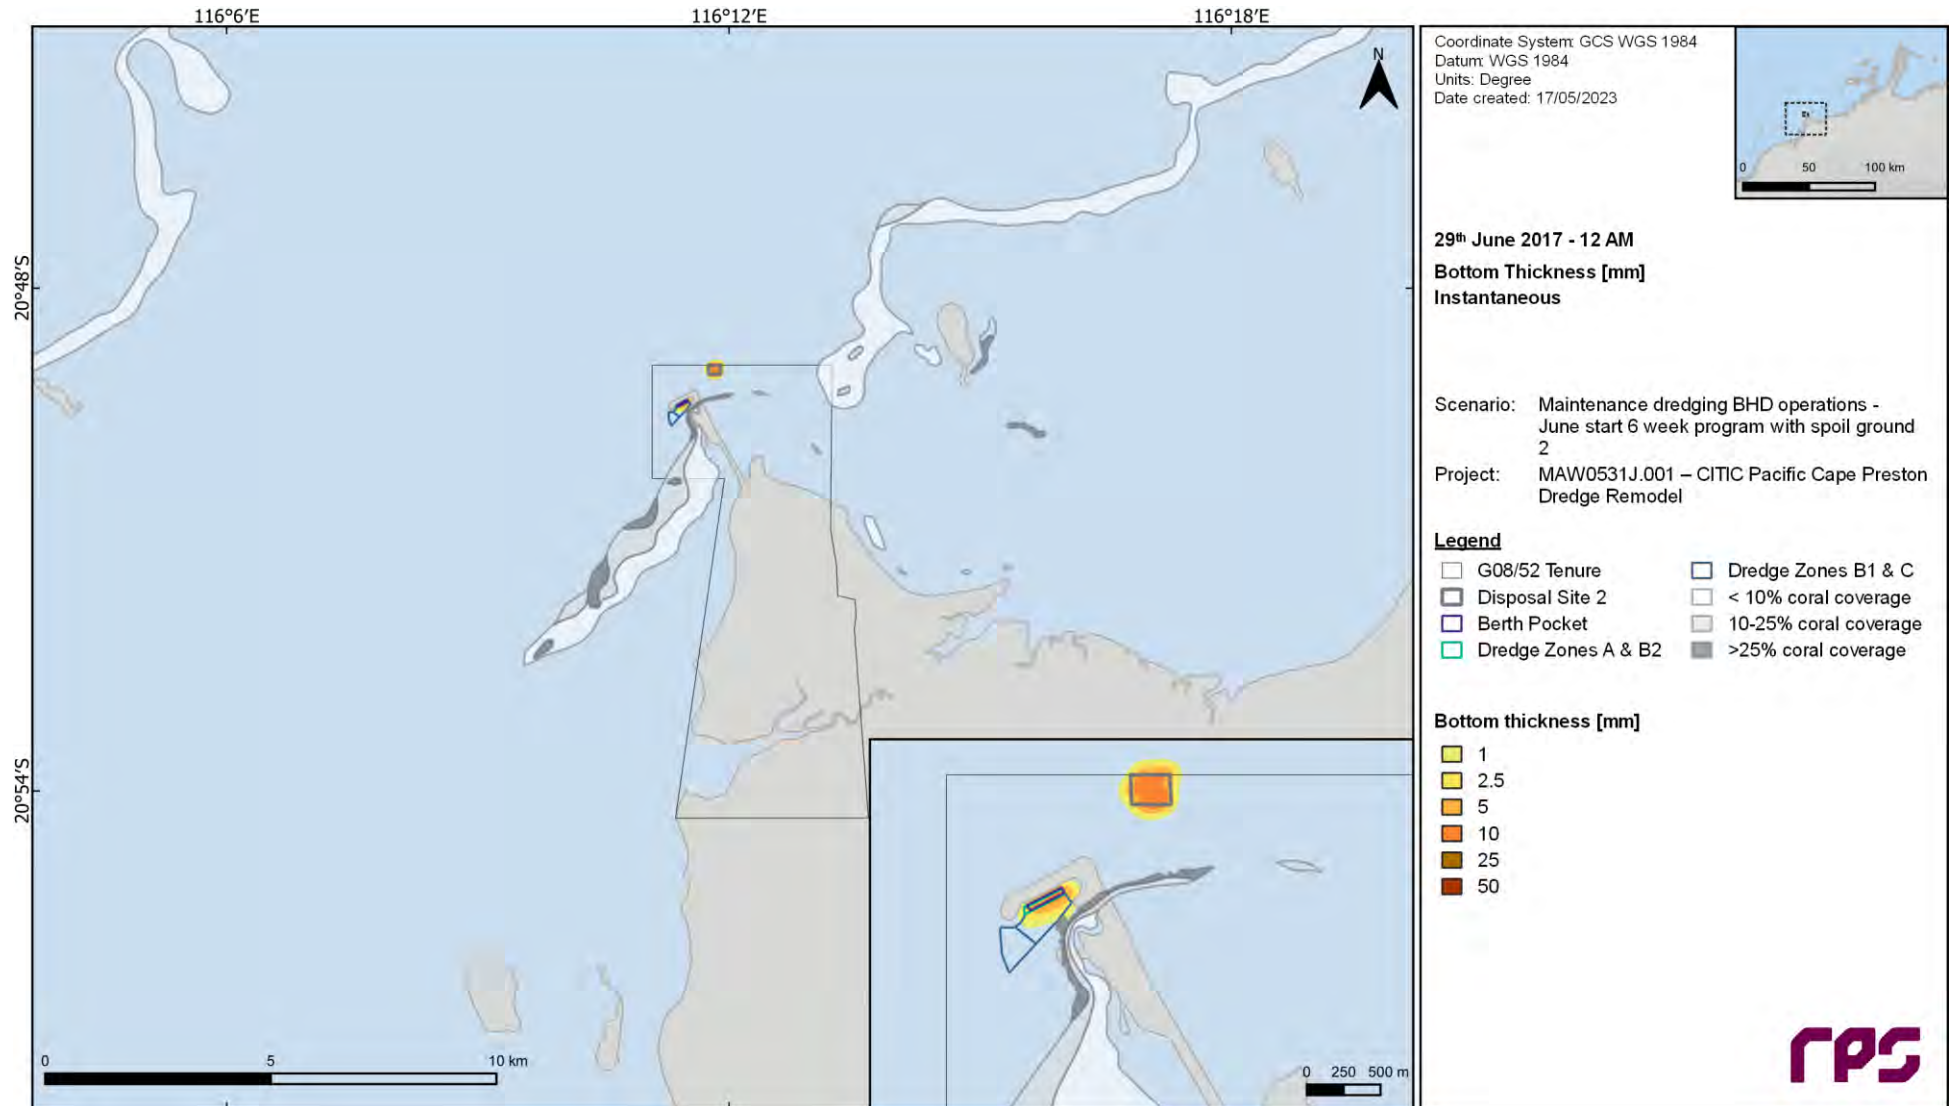 116°6'E
116°12'E
116°18'E
20°48'S
20°54'S
N
0 5 10 km
0 250 500 m
Coordinate System: GCS WGS 1984
Datum: WGS 1984
Units: Degree
Date created: 17/05/2023
0 50 100 km
29th June 2017 - 12 AM
Bottom Thickness [mm]
Instantaneous
Scenario: Maintenance dredging BHD operations -
June start 6 week program with spoil ground
2
Project: MAW0531J.001 – CITIC Pacific Cape Preston
Dredge Remodel
Legend
G08/52 Tenure
Disposal Site 2
Berth Pocket
Dredge Zones A & B2
Dredge Zones B1 & C
< 10% coral coverage
10-25% coral coverage
>25% coral coverage
Bottom thickness [mm]
1
2.5
5
10
25
50
rps